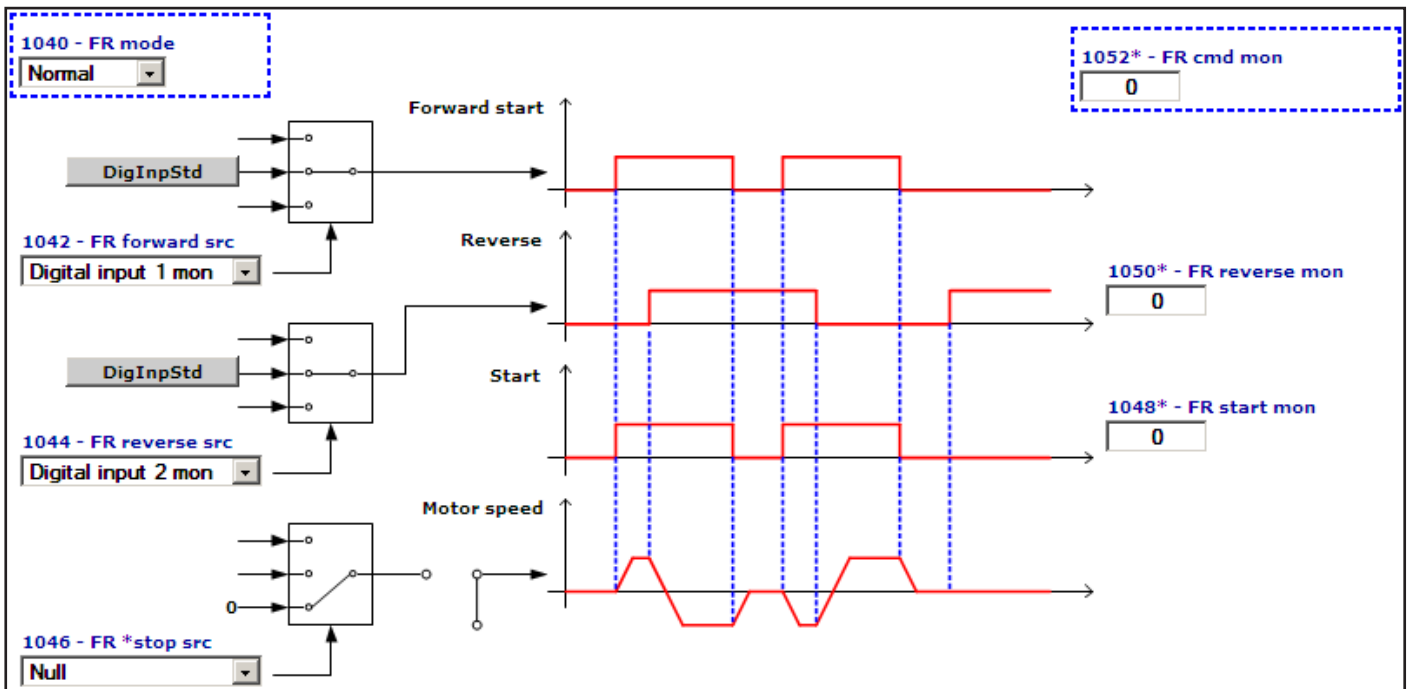 1040 - FR mode
Normal
1052* - FR cmd mon
0
Forward start
DigInpStd
1042 - FR forward src
Digital input 1 mon
Reverse
1050* - FR reverse mon
0
DigInpStd
Start
1048* - FR start mon
0
1044 - FR reverse src
Digital input 2 mon
Motor speed
0
1046 - FR *stop src
Null